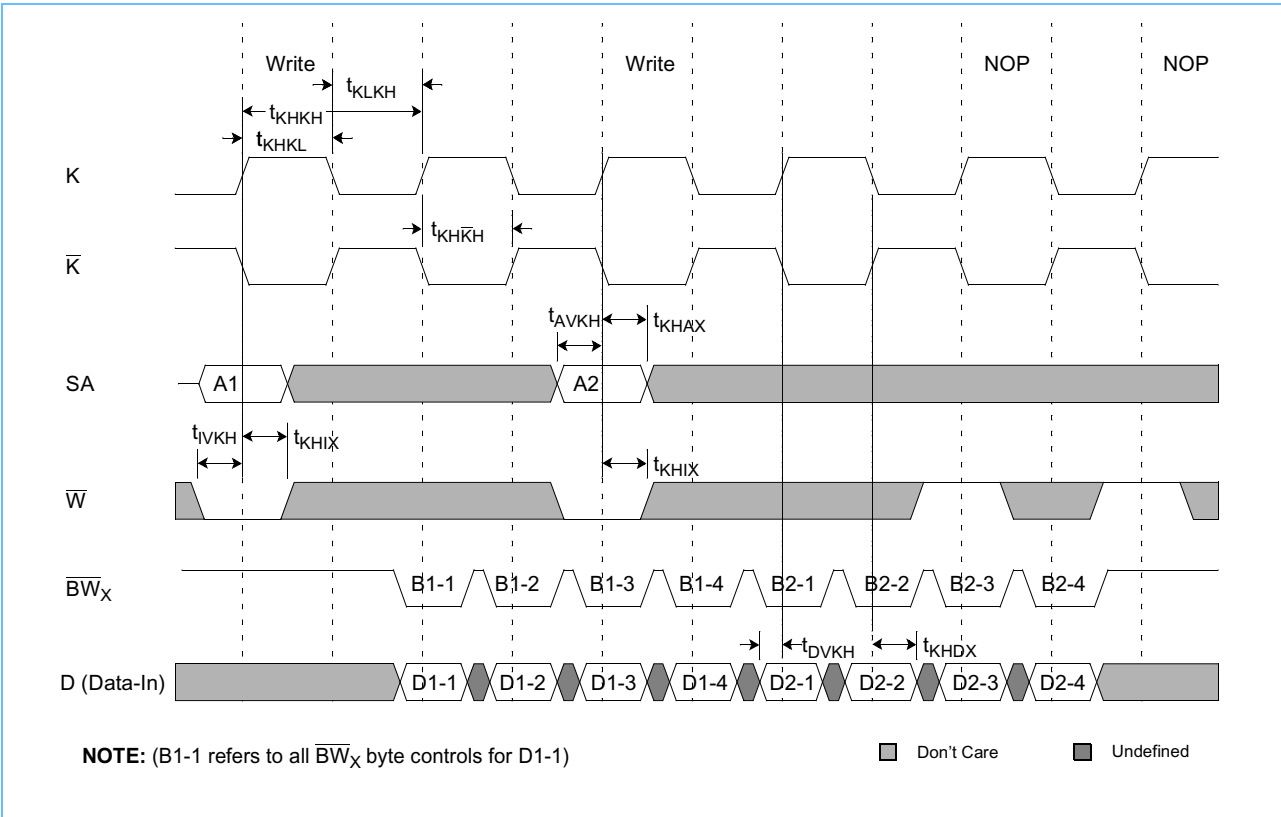 Write Write NOP NOP
tKLKH
tKHKH
tKHKL
K
tKHK̅H
K̅
tAVKH tKHAX
SA A1 A2
tIVKH tKHIX tKHIX
W̅
B̅W̅X B1-1 B1-2 B1-3 B1-4 B2-1 B2-2 B2-3 B2-4
tDVKH tKHDX
D (Data-In) D1-1 D1-2 D1-3 D1-4 D2-1 D2-2 D2-3 D2-4
NOTE: (B1-1 refers to all B̅W̅X byte controls for D1-1) Don't Care Undefined